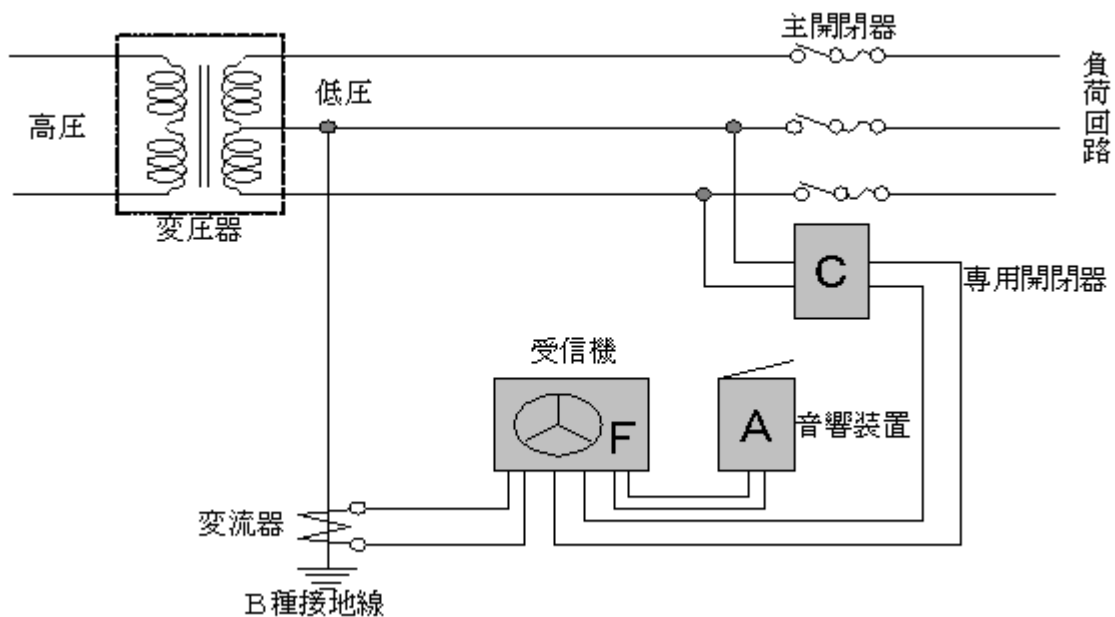 主開閉器
負荷回路
低圧
高圧
変圧器
C
専用開閉器
受信機
F
A
音響装置
変流器
B種接地線